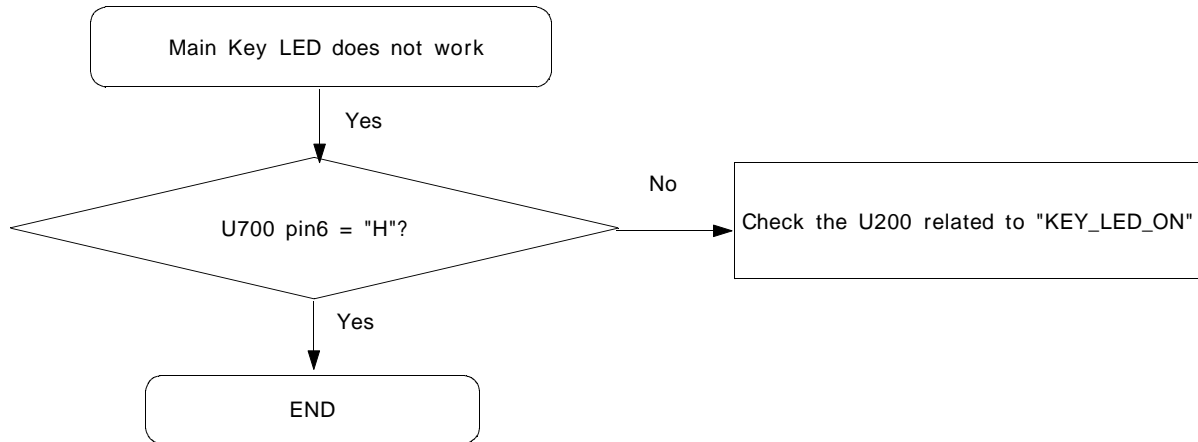 Main Key LED does not work
Yes
U700 pin6 = "H"?
No
Check the U200 related to "KEY_LED_ON"
Yes
END